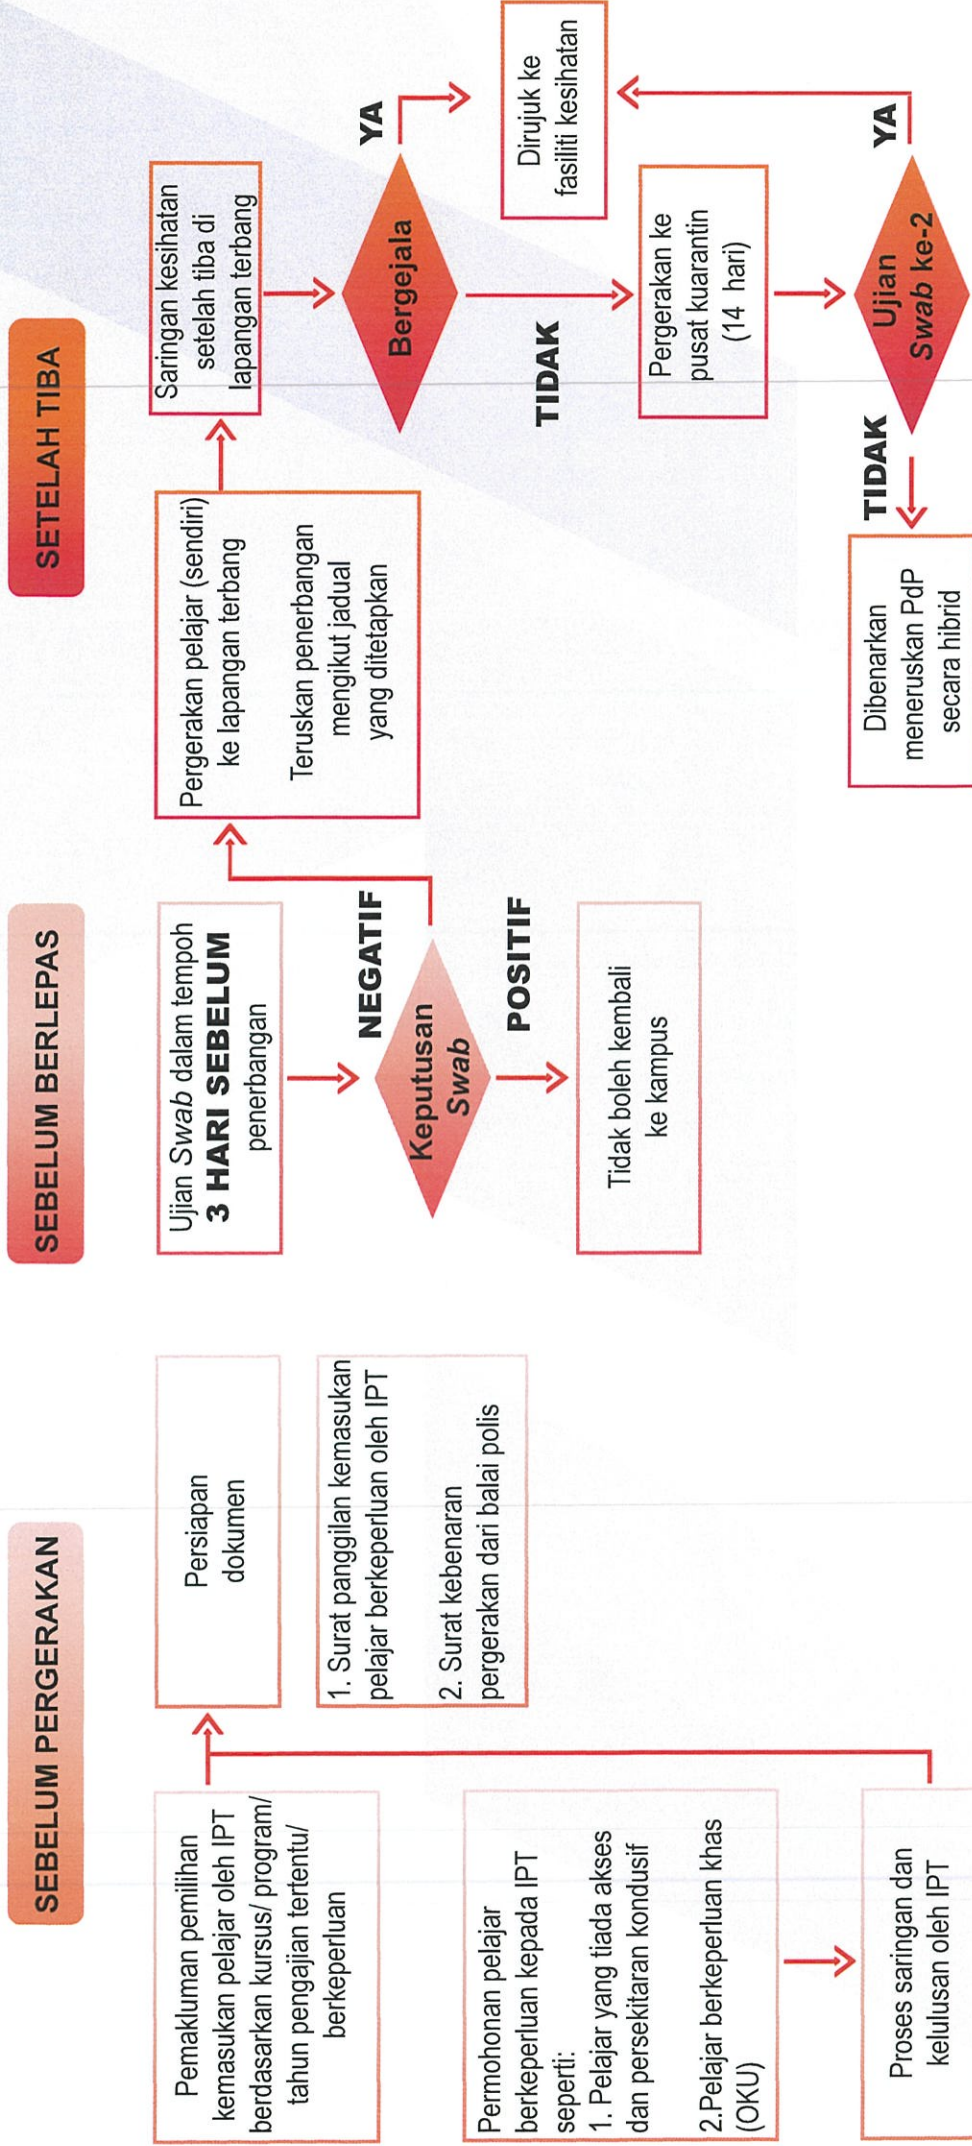 SEBELUM PERGERAKAN
Pemakluman pemilihan
kemasukan pelajar oleh IPT
berdasarkan kursus/ program/
tahun pengajian tertentu/
berkeperluan
Permohonan pelajar
berkeperluan kepada IPT
seperti:
1. Pelajar yang tiada akses
dan persekitaran kondusif
2.Pelajar berkeperluan khas
(OKU)
Proses saringan dan
kelulusan oleh IPT
Persiapan
dokumen
1. Surat panggilan kemasukan
pelajar berkeperluan oleh IPT
2. Surat kebenaran
pergerakan dari balai polis
SEBELUM BERLEPAS
Ujian Swab dalam tempoh
3 HARI SEBELUM
penerbangan
Keputusan
Swab
NEGATIF
POSITIF
Tidak boleh kembali
ke kampus
Pergerakan pelajar (sendiri)
ke lapangan terbang
Teruskan penerbangan
mengikut jadual
yang ditetapkan
SETELAH TIBA
Saringan kesihatan
setelah tiba di
lapangan terbang
Bergejala
YA
Dirujuk ke
fasiliti kesihatan
TIDAK
Pergerakan ke
pusat kuarantin
(14 hari)
Ujian
Swab ke-2
YA
TIDAK
Dibenarkan
meneruskan PdP
secara hibrid